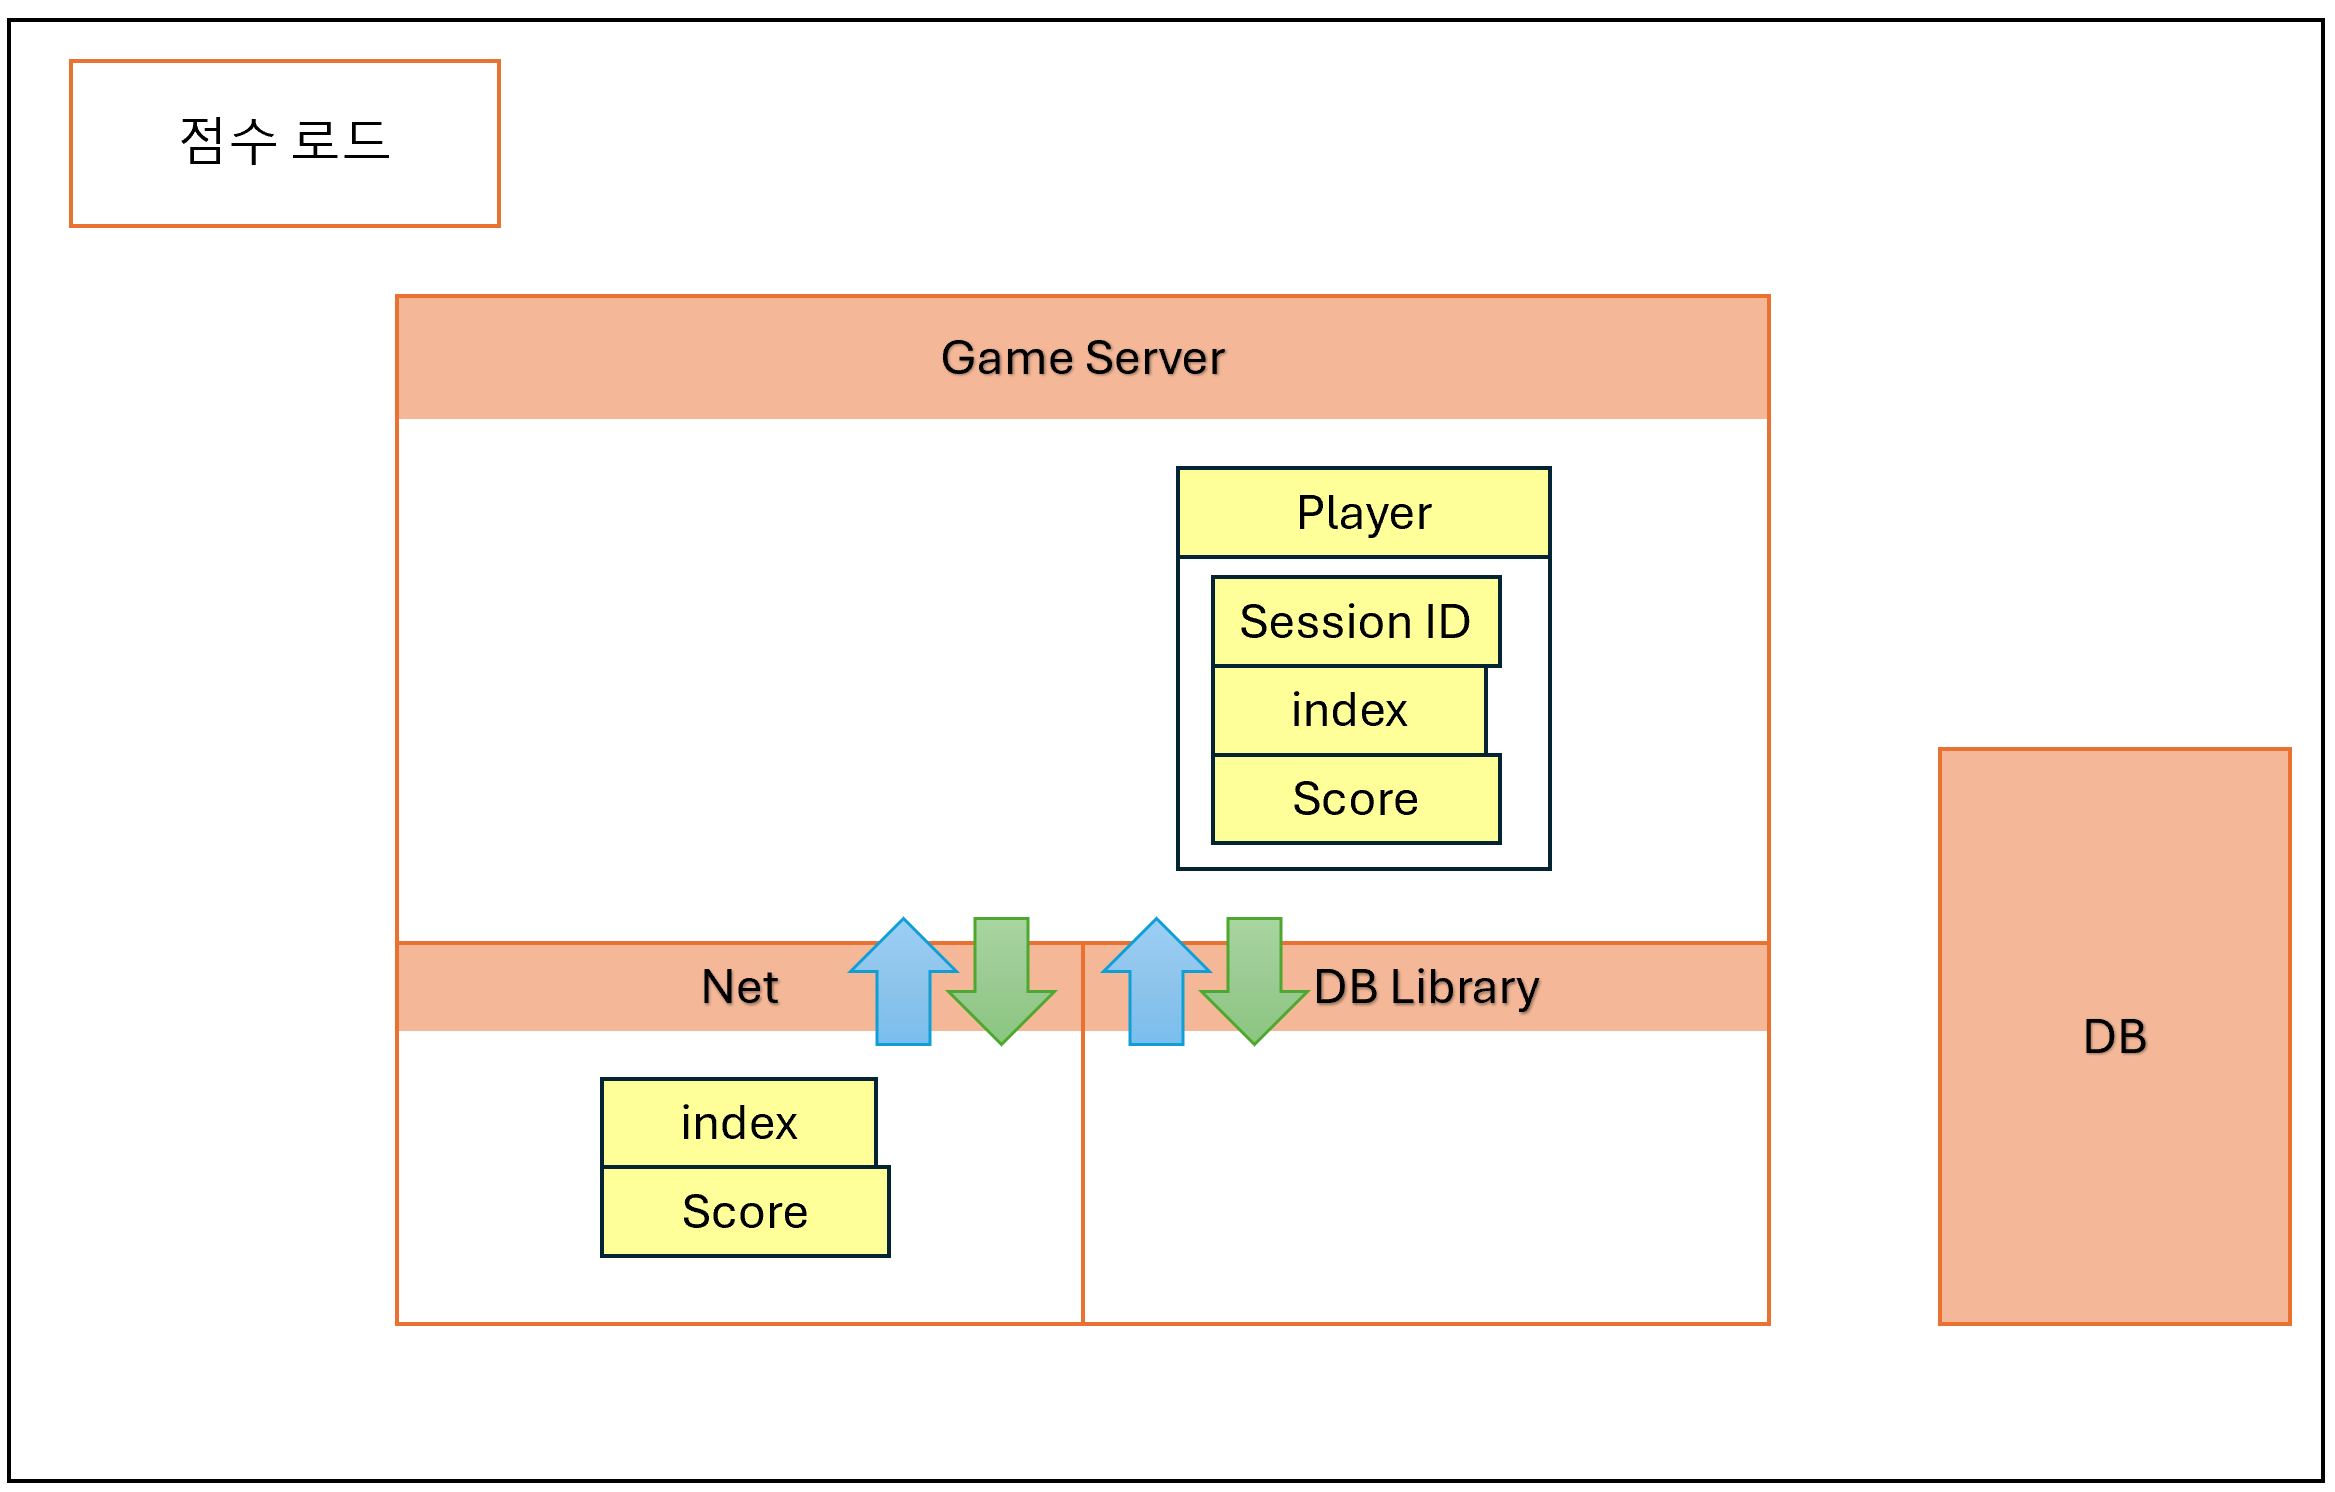 점수 로드
Game Server
Player
Session ID
index
Score
Net
DB Library
index
Score
DB